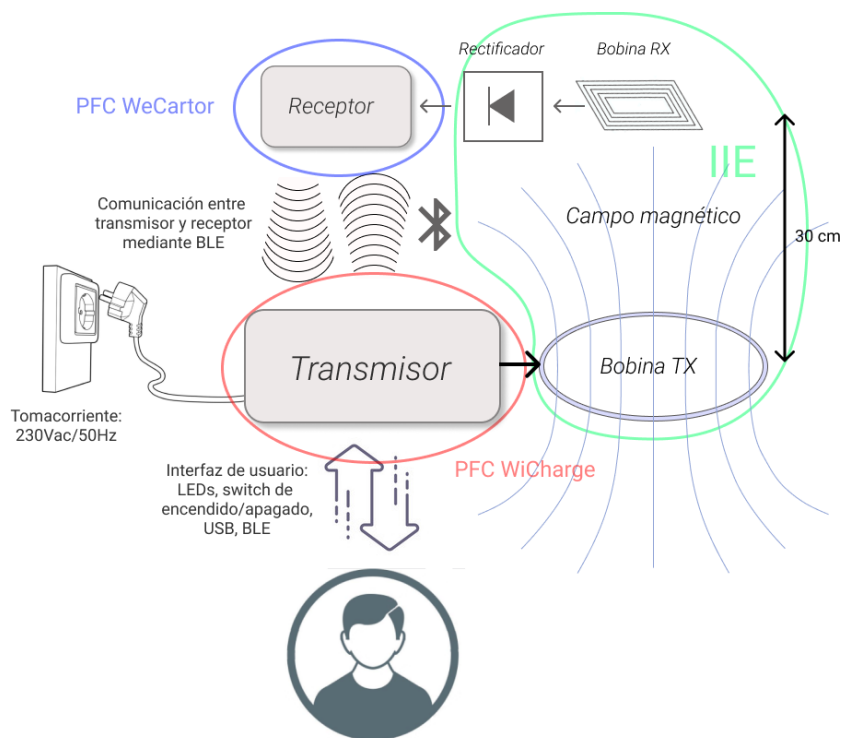 Rectificador
Bobina RX
PFC WeCartor
Receptor
IIE
Comunicación entre
transmisor y receptor
mediante BLE
Campo magnético
30 cm
Transmisor
Bobina TX
Tomacorriente:
230Vac/50Hz
Interfaz de usuario:
LEDs, switch de
encendido/apagado,
USB, BLE
PFC WiCharge